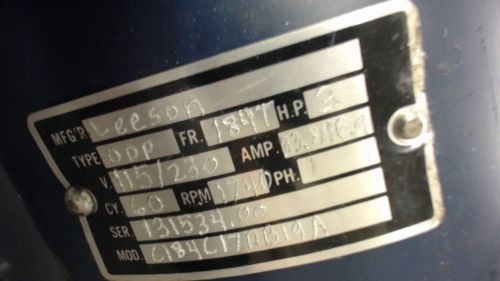 MFG'R. Leeson
TYPE ODP FR. 184T H.P. 3
V. 115/230 AMP.
CY. 60 RPM 1740 PH. 1
SER. 131534.00
MOD. C184C17DB19A